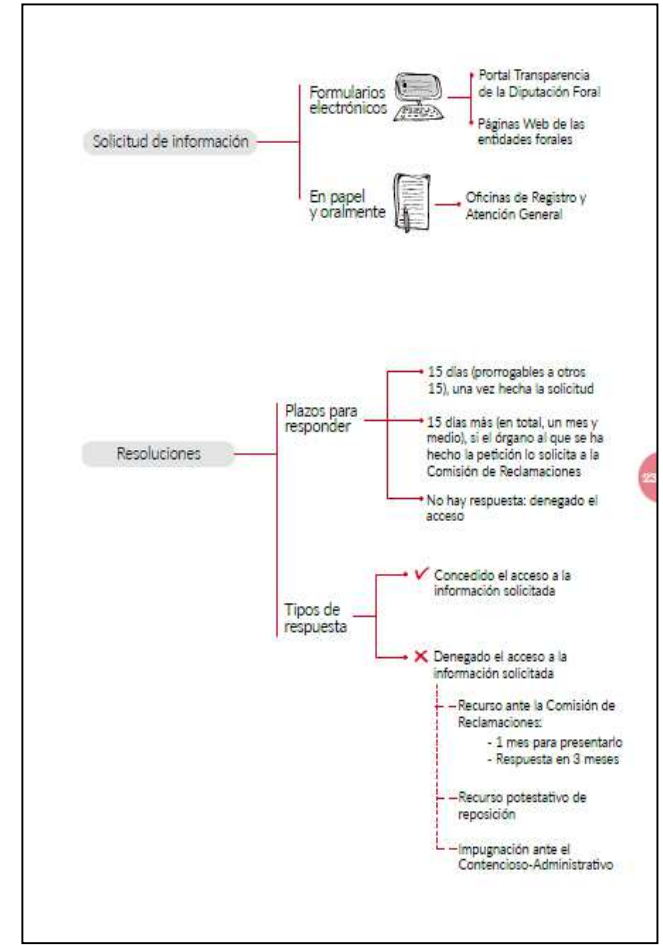 Solicitud de información
Formularios
electrónicos
Portal Transparencia
de la Diputación Foral
Páginas Web de las
entidades forales
En papel
y oralmente
Oficinas de Registro y
Atención General
Resoluciones
Plazos para
responder
15 días (prorrogables a otros
15), una vez hecha la solicitud
15 días más (en total, un mes y
medio), si el órgano al que se ha
hecho la petición lo solicita a la
Comisión de Reclamaciones
No hay respuesta: denegado el
acceso
23
Tipos de
respuesta
Concedido el acceso a la
información solicitada
Denegado el acceso a la
información solicitada
Recurso ante la Comisión de
Reclamaciones:
- 1 mes para presentarlo
- Respuesta en 3 meses
Recurso potestativo de
reposición
Impugnación ante el
Contencioso-Administrativo